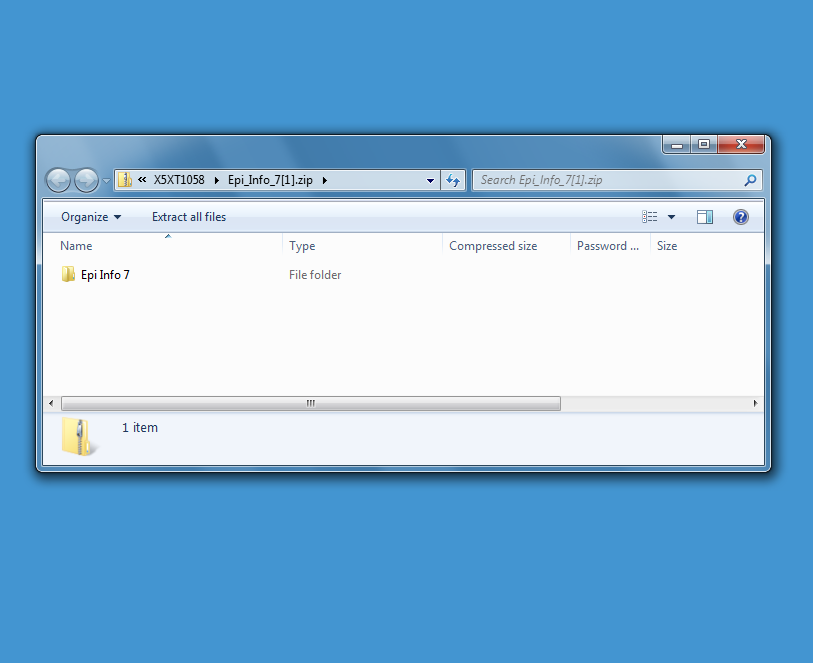 « X5XT1058 Epi_Info_7[1].zip Search Epi_Info_7[1].zip
Organize Extract all files
Name Type Compressed size Password ... Size
Epi Info 7 File folder
1 item